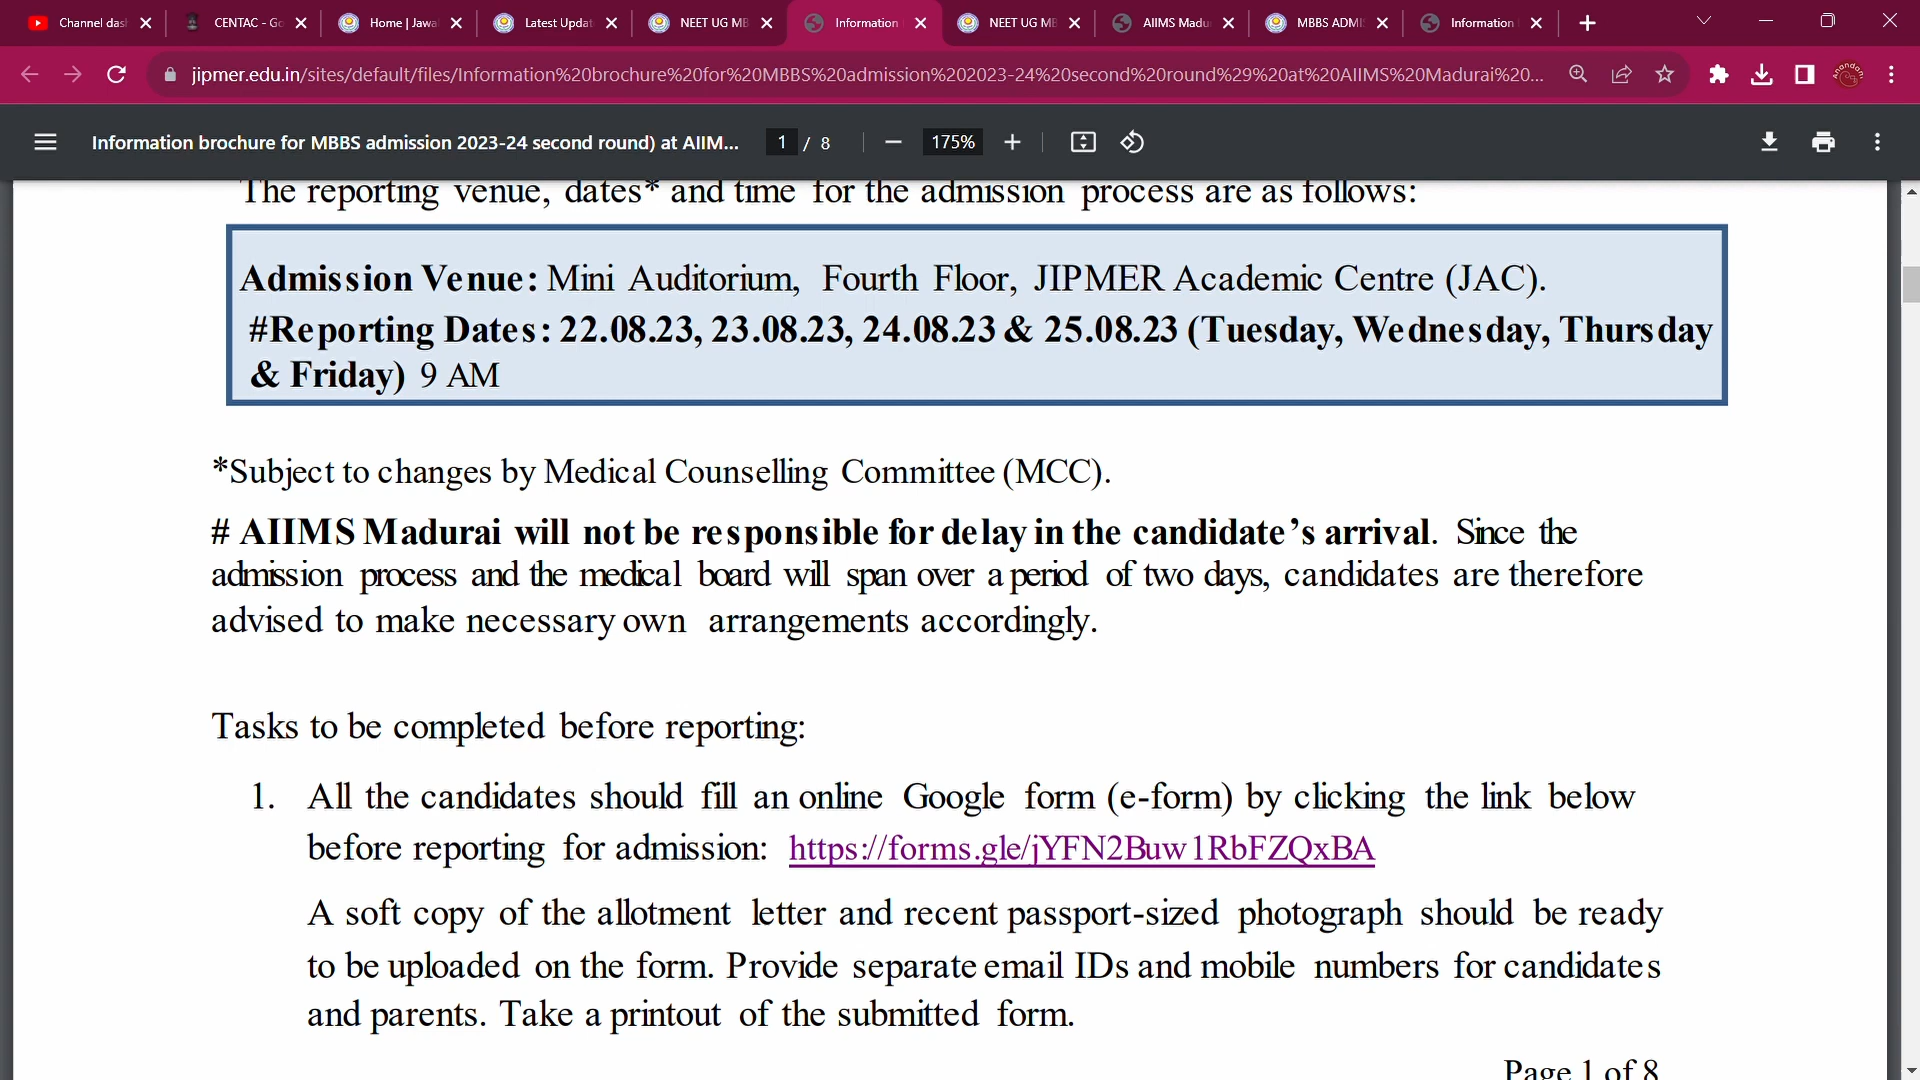 Channel das
CENTAC - Go
Home | Jawa
Latest Updat
NEET UG MB
Information
NEET UG MB
AIIMS Madu
MBBS ADMI
Information
jipmer.edu.in/sites/default/files/Information%20brochure%20for%20MBBS%20admission%202023-24%20second%20round%29%20at%20AIIMS%20Madurai%20...
Information brochure for MBBS admission 2023-24 second round) at AIIM...
1 / 8
175%
The reporting venue, dates* and time for the admission process are as follows:
Admission Venue: Mini Auditorium, Fourth Floor, JIPMER Academic Centre (JAC).
#Reporting Dates: 22.08.23, 23.08.23, 24.08.23 & 25.08.23 (Tuesday, Wednesday, Thursday
& Friday) 9 AM
*Subject to changes by Medical Counselling Committee (MCC).
# AIIMS Madurai will not be responsible for delay in the candidate's arrival. Since the
admission process and the medical board will span over a period of two days, candidates are therefore
advised to make necessary own arrangements accordingly.
Tasks to be completed before reporting:
1. All the candidates should fill an online Google form (e-form) by clicking the link below
before reporting for admission: https://forms.gle/jYFN2Buw1RbFZQxBA
A soft copy of the allotment letter and recent passport-sized photograph should be ready
to be uploaded on the form. Provide separate email IDs and mobile numbers for candidates
and parents. Take a printout of the submitted form.
Page 1 of 8